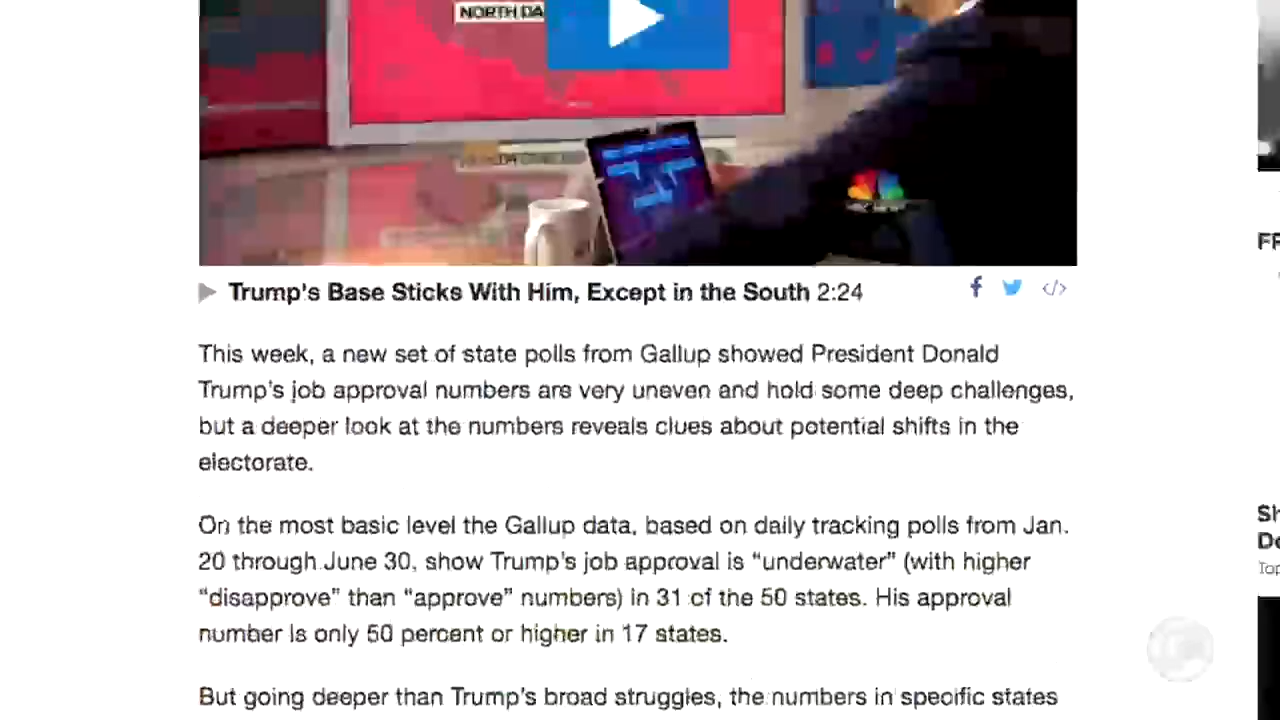 NORTH DA
Trump's Base Sticks With Him, Except in the South 2:24
This week, a new set of state polls from Gallup showed President Donald
Trump's job approval numbers are very uneven and hold some deep challenges,
but a deeper look at the numbers reveals clues about potential shifts in the
electorate.
On the most basic level the Gallup data, based on daily tracking polls from Jan.
20 through June 30, show Trump's job approval is “underwater” (with higher
“disapprove” than “approve” numbers) in 31 of the 50 states. His approval
number is only 50 percent or higher in 17 states.
But going deeper than Trump's broad struggles, the numbers in specific states
FR
Sh
De
Top